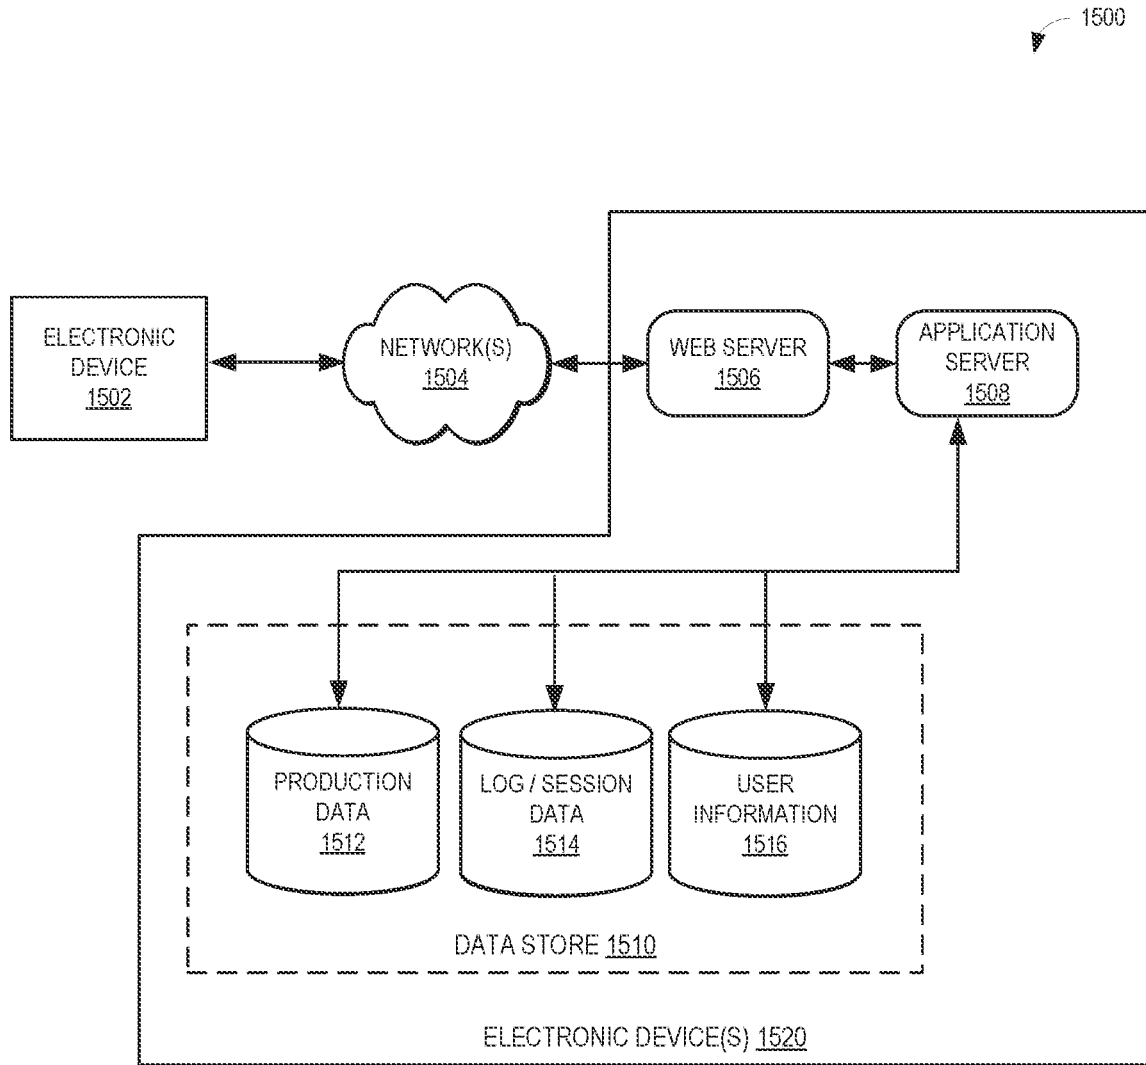 1500
ELECTRONIC
DEVICE
1502
NETWORK(S)
1504
WEB SERVER
1506
APPLICATION
SERVER
1508
PRODUCTION
DATA
1512
LOG / SESSION
DATA
1514
USER
INFORMATION
1516
DATA STORE 1510
ELECTRONIC DEVICE(S) 1520